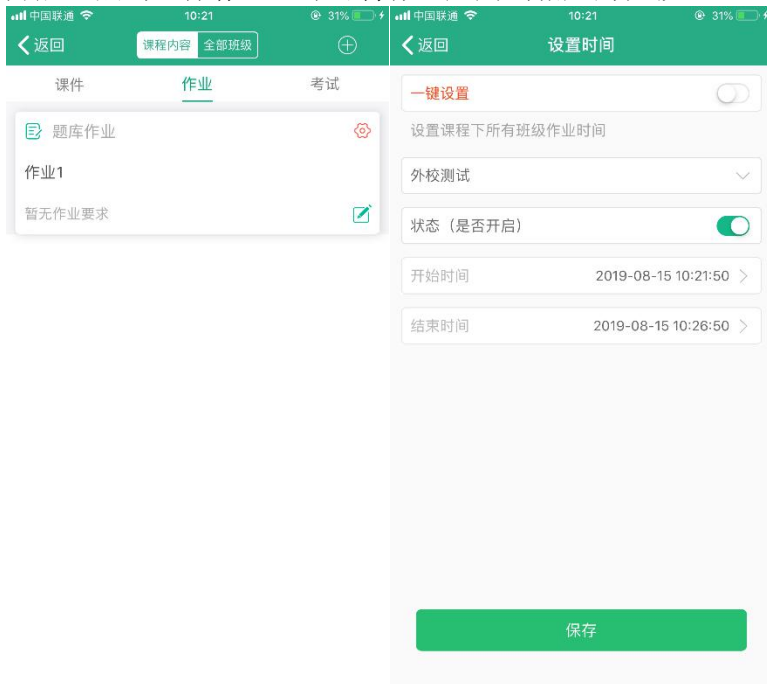 中国联通 10:21 31%
返回 课程内容 全部班级
课件 作业 考试
题库作业
作业1
暂无作业要求
中国联通 10:21 31%
返回 设置时间
一键设置
设置课程下所有班级作业时间
外校测试
状态（是否开启）
开始时间 2019-08-15 10:21:50
结束时间 2019-08-15 10:26:50
保存